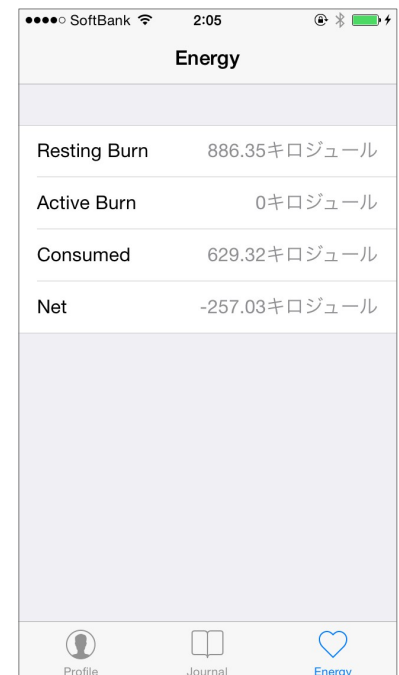 SoftBank 2:05
Energy
Resting Burn 886.35キロジュール
Active Burn 0キロジュール
Consumed 629.32キロジュール
Net -257.03キロジュール
Profile Journal Energy